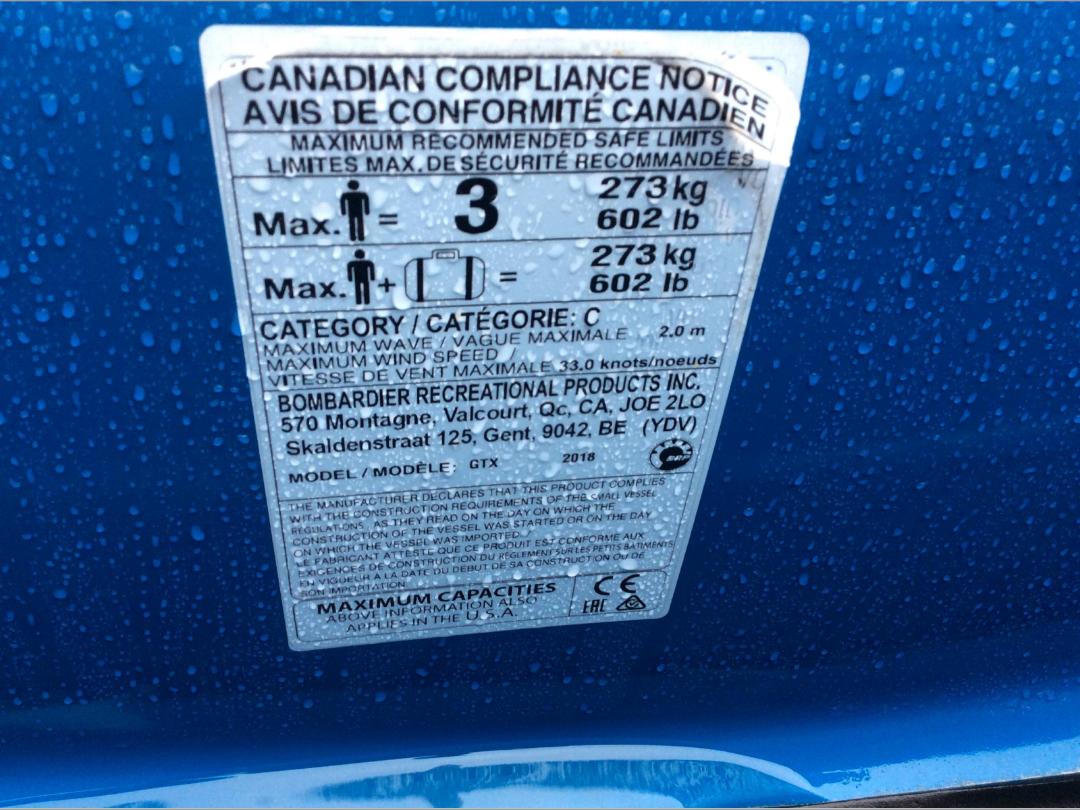 CANADIAN COMPLIANCE NOTICE
AVIS DE CONFORMITÉ CANADIEN
MAXIMUM RECOMMENDED SAFE LIMITS
LIMITES MAX. DE SÉCURITÉ RECOMMANDÉES
Max. = 3 273 kg
602 lb
Max. + = 273 kg
602 lb
CATEGORY / CATÉGORIE: C
MAXIMUM WAVE / VAGUE MAXIMALE 2.0 m
MAXIMUM WIND SPEED /
VITESSE DE VENT MAXIMALE 33.0 knots/noeuds
BOMBARDIER RECREATIONAL PRODUCTS INC.
570 Montagne, Valcourt, Qc, CA, JOE 2LO
Skaldenstraat 125, Gent, 9042, BE (YDV)
BRP
MODEL / MODÈLE: GTX 2018
THE MANUFACTURER DECLARES THAT THIS PRODUCT COMPLIES
WITH THE CONSTRUCTION REQUIREMENTS OF THE SMALL VESSEL
REGULATIONS, AS THEY READ ON THE DAY ON WHICH THE
CONSTRUCTION OF THE VESSEL WAS STARTED OR ON THE DAY
ON WHICH THE VESSEL WAS IMPORTED.
LE FABRICANT ATTESTE QUE CE PRODUIT EST CONFORME AUX
EXIGENCES DE CONSTRUCTION DU RÈGLEMENT SUR LES PETITS BÂTIMENTS
EN VIGUEUR A LA DATE DU DEBUT DE SA CONSTRUCTION OU DE
SON IMPORTATION.
MAXIMUM CAPACITIES
ABOVE INFORMATION ALSO
APPLIES IN THE U.S.A.
CE
EAC